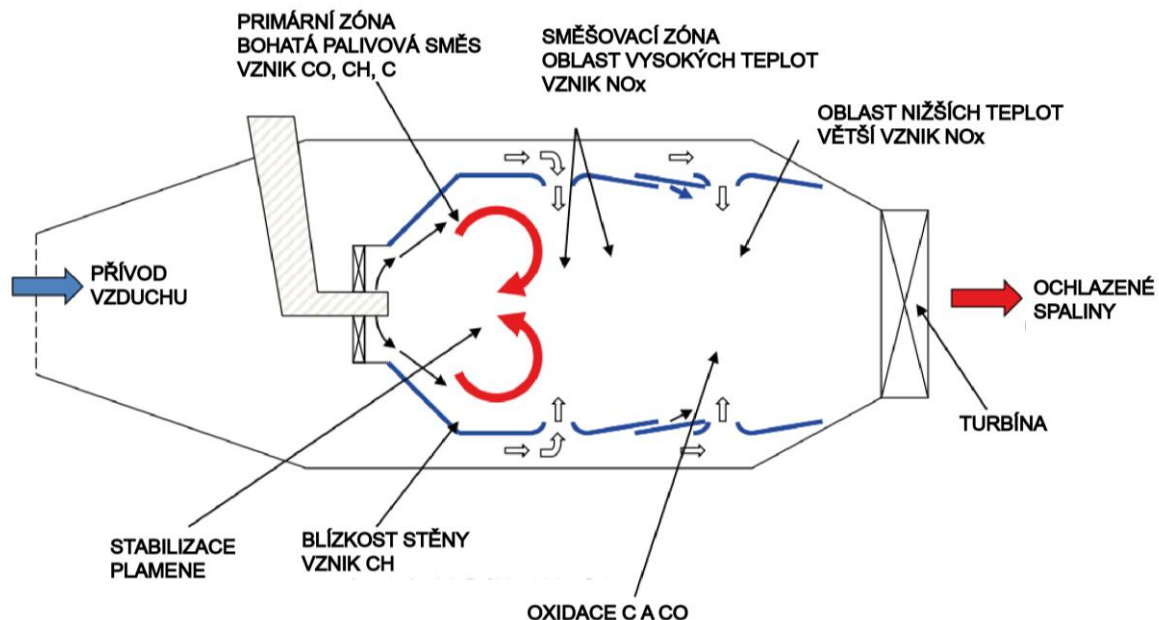 PRIMÁRNÍ ZÓNA
BOHATÁ PALIVOVÁ SMĚS
VZNIK CO, CH, C
SMĚŠOVACÍ ZÓNA
OBLAST VYSOKÝCH TEPLOT
VZNIK NOx
OBLAST NIŽŠÍCH TEPLOT
VĚTŠÍ VZNIK NOx
PŘÍVOD
VZDUCHU
OCHLAZENÉ
SPALINY
TURBÍNA
STABILIZACE
PLAMENE
BLÍZKOST STĚNY
VZNIK CH
OXIDACE C A CO